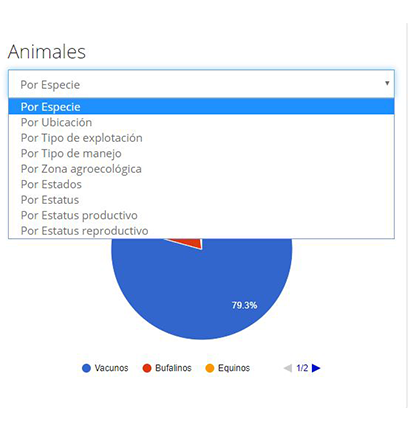 Animales
Por Especie
Por Especie
Por Ubicación
Por Tipo de explotación
Por Tipo de manejo
Por Zona agroecológica
Por Estados
Por Estatus
Por Estatus productivo
Por Estatus reproductivo
79.3%
Vacunos Bufalinos Equinos 1/2